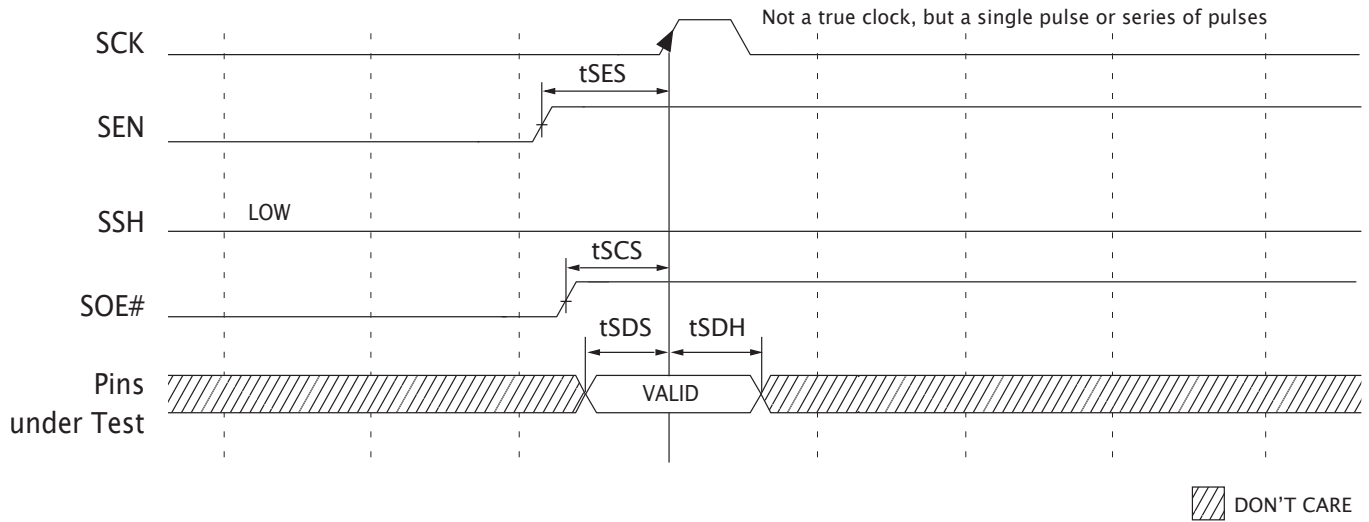 Not a true clock, but a single pulse or series of pulses
SCK
tSES
SEN
SSH
LOW
tSCS
SOE#
tSDS
tSDH
Pins
under Test
VALID
DON'T CARE